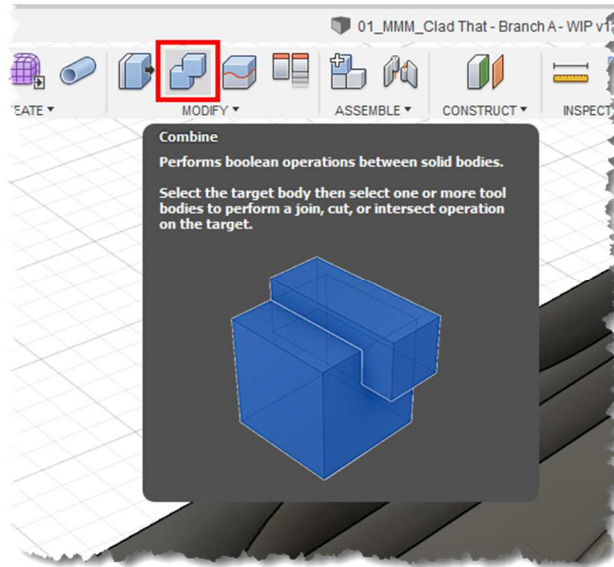 01_MMM_Clad That - Branch A - WIP v1
EATE ▾
MODIFY ▾
ASSEMBLE ▾
CONSTRUCT ▾
INSPECT
Combine
Performs boolean operations between solid bodies.
Select the target body then select one or more tool
bodies to perform a join, cut, or intersect operation
on the target.